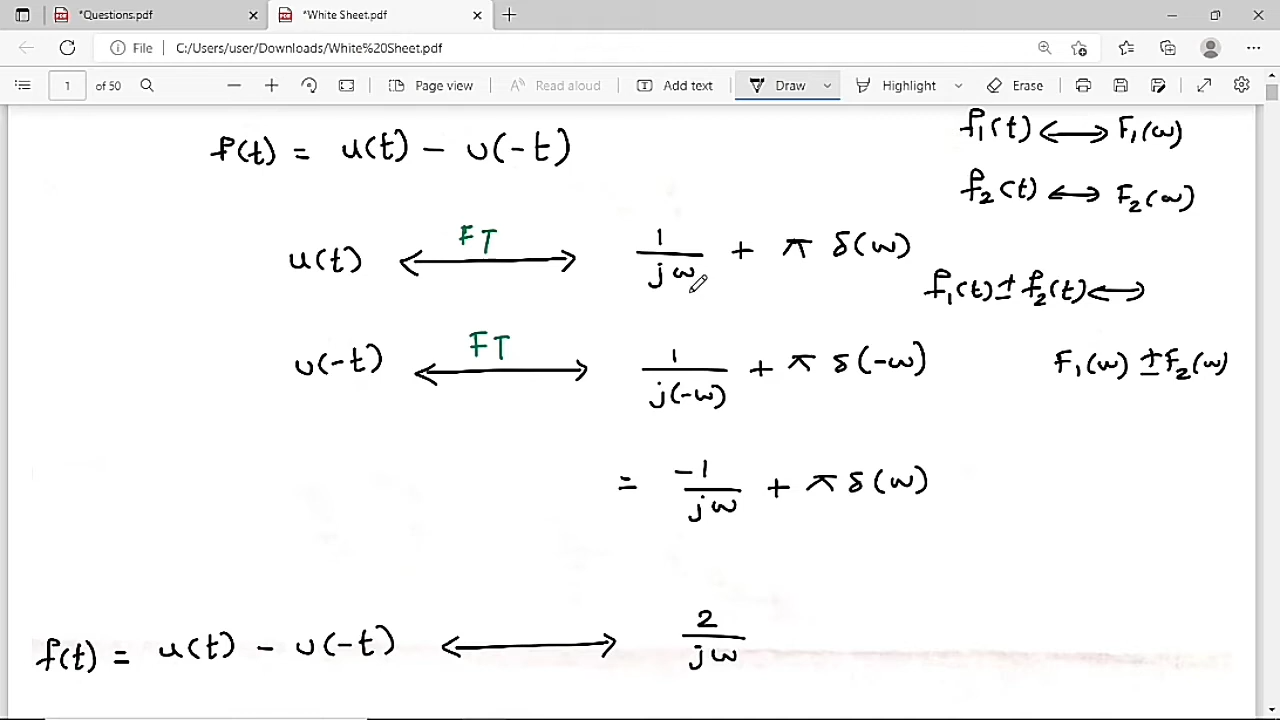 *Questions.pdf
*White Sheet.pdf
File C:/Users/user/Downloads/White%20Sheet.pdf
1 of 50 Page view Read aloud Add text Draw Highlight Erase
f(t) = u(t) - u(-t)
f₁(t) ⟷ F₁(ω)
f₂(t) ⟷ F₂(ω)
u(t) ⟷ FT 1/jω + π δ(ω)
f₁(t) ± f₂(t) ⟷
F₁(ω) ± F₂(ω)
u(-t) ⟷ FT 1/j(-ω) + π δ(-ω)
= -1/jω + π δ(ω)
f(t) = u(t) - u(-t) ⟷ 2/jω